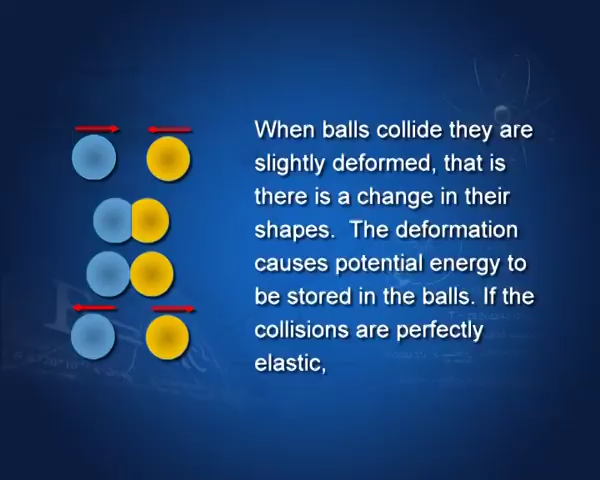 When balls collide they are
slightly deformed, that is
there is a change in their
shapes.  The deformation
causes potential energy to
be stored in the balls. If the
collisions are perfectly
elastic,